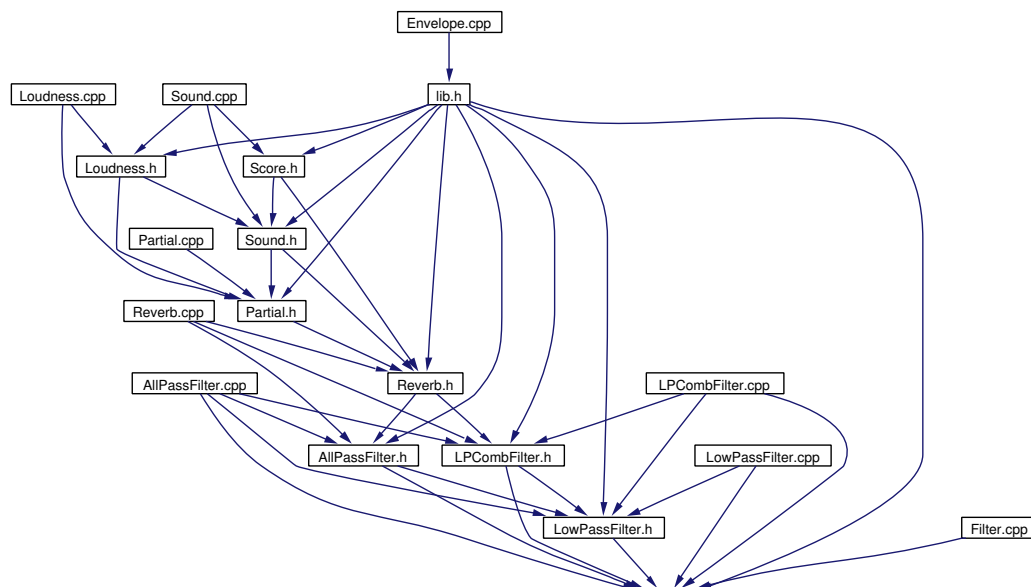 Envelope.cpp
Loudness.cpp
Sound.cpp
lib.h
Loudness.h
Score.h
Partial.cpp
Sound.h
Reverb.cpp
Partial.h
AllPassFilter.cpp
Reverb.h
LPCombFilter.cpp
AllPassFilter.h
LPCombFilter.h
LowPassFilter.cpp
LowPassFilter.h
Filter.cpp